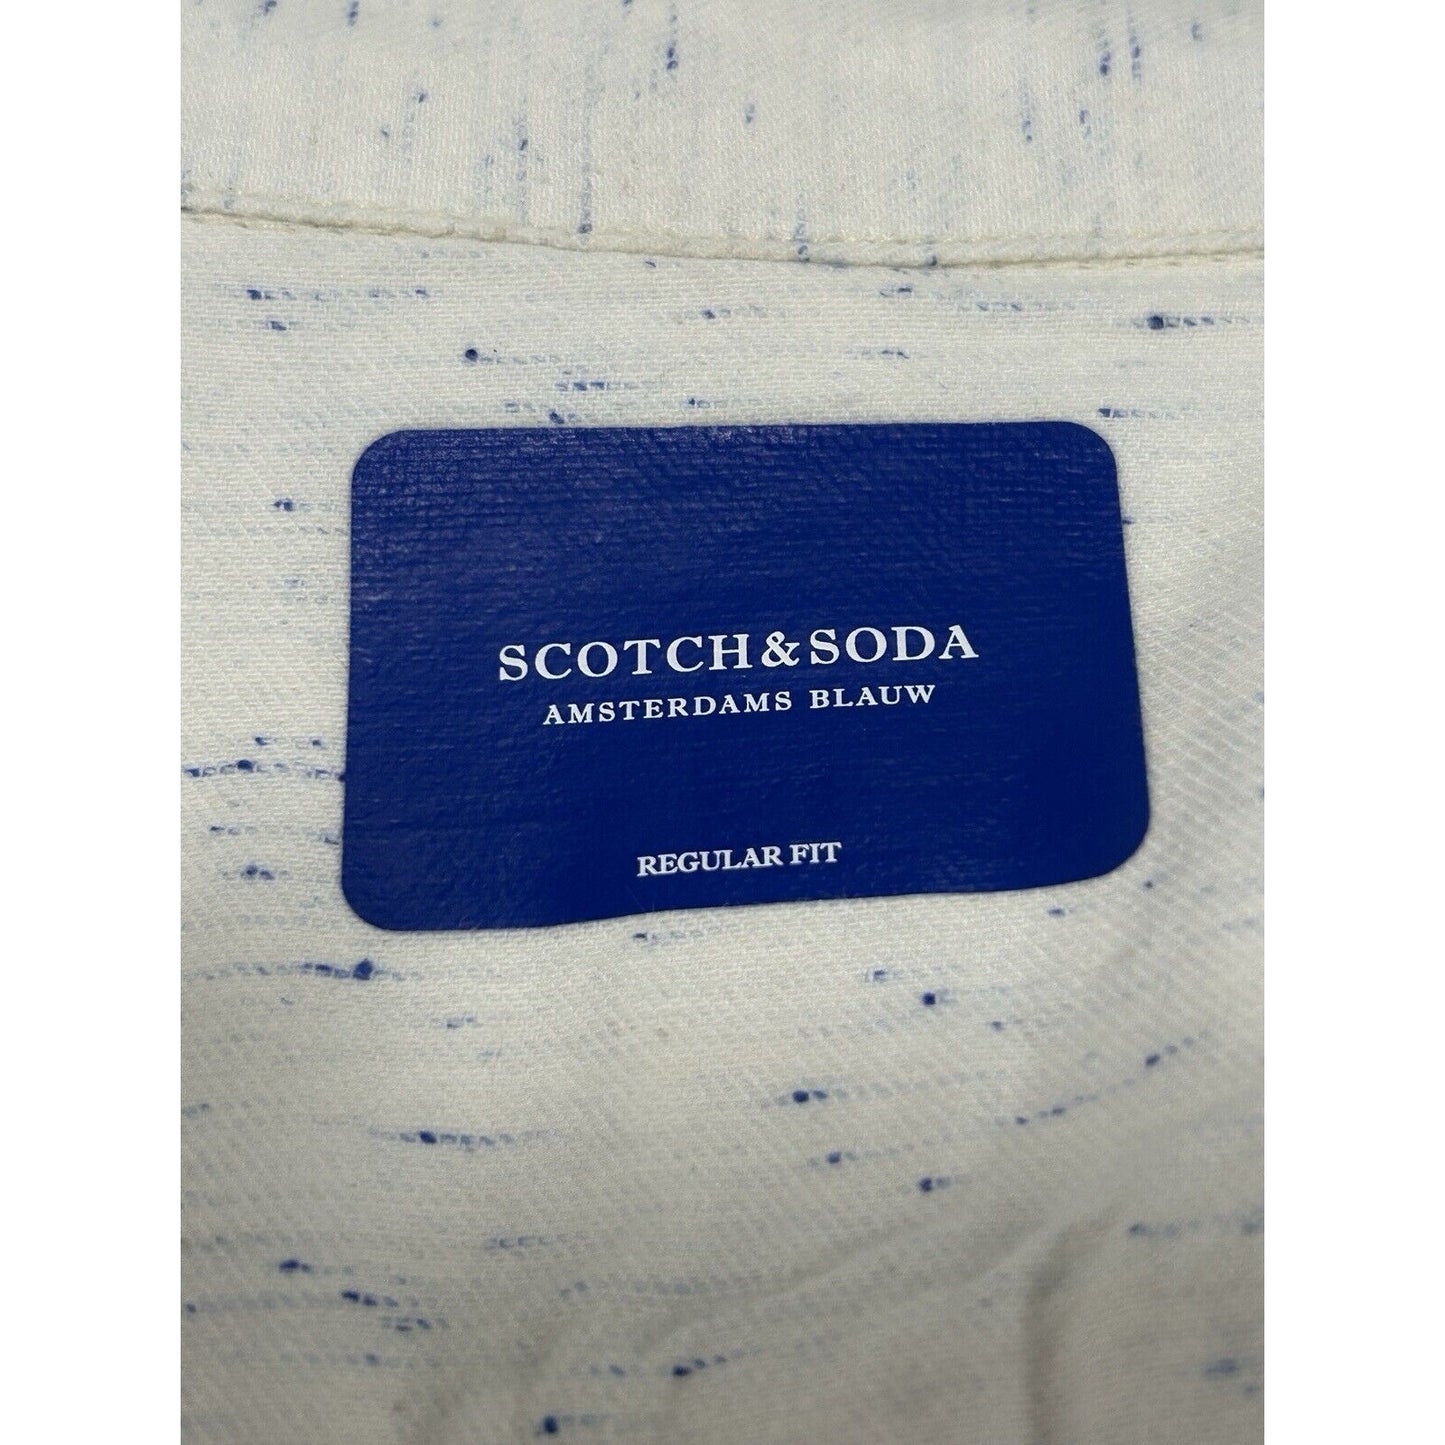 SCOTCH & SODA
AMSTERDAMS BLAUW
REGULAR FIT